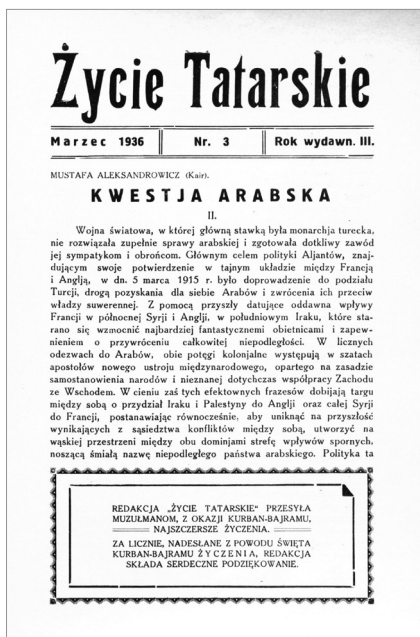 Życie Tatarskie
Marzec 1936 Nr. 3 Rok wydawn. III.
MUSTAFA ALEKSANDROWICZ (Kair).
KWESTJA ARABSKA
II.
Wojna światowa, w której główną stawką była monarchja turecka,
nie rozwiązała zupełnie sprawy arabskiej i zgotowała dotkliwy zawód
jej sympatykom i obrońcom. Głównym celem polityki Aljantów, znaj-
dującym swoje potwierdzenie w tajnym układzie między Francją
i Anglją, w dn. 5 marca 1915 r. było doprowadzenie do podziału
Turcji, drogą pozyskania dla siebie Arabów i zwrócenia ich przeciw
władzy suwerennej. Z pomocą przyszły datujące oddawna wpływy
Francji w północnej Syrji i Anglji, w południowym Iraku, które sta-
rano się wzmocnić najbardziej fantastycznemi obietnicami i zapew-
nieniem o przywróceniu całkowitej niepodległości. W licznych
odezwach do Arabów, obie potęgi kolonjalne występują w szatach
apostołów nowego ustroju międzynarodowego, opartego na zasadzie
samostanowienia narodów i nieznanej dotychczas współpracy Zachodu
ze Wschodem. W cieniu zaś tych efektownych frazesów dobijają targu
między sobą o przydział Iraku i Palestyny do Anglji oraz całej Syrji
do Francji, postanawiając równocześnie, aby uniknąć na przyszłość
wynikających z sąsiedztwa konfliktów między sobą, utworzyć na
wąskiej przestrzeni między obu dominjami strefę wpływów spornych,
noszącą śmiałą nazwę niepodległego państwa arabskiego. Polityka ta
REDAKCJA „ŻYCIE TATARSKIE" PRZESYŁA
MUZUŁMANOM, Z OKAZJI KURBAN-BAJRAMU,
NAJSZCZERSZE ŻYCZENIA.
ZA LICZNIE, NADESŁANE Z POWODU ŚWIĘTA
KURBAN-BAJRAMU ŻYCZENIA, REDAKCJA
SKŁADA SERDECZNE PODZIĘKOWANIE.